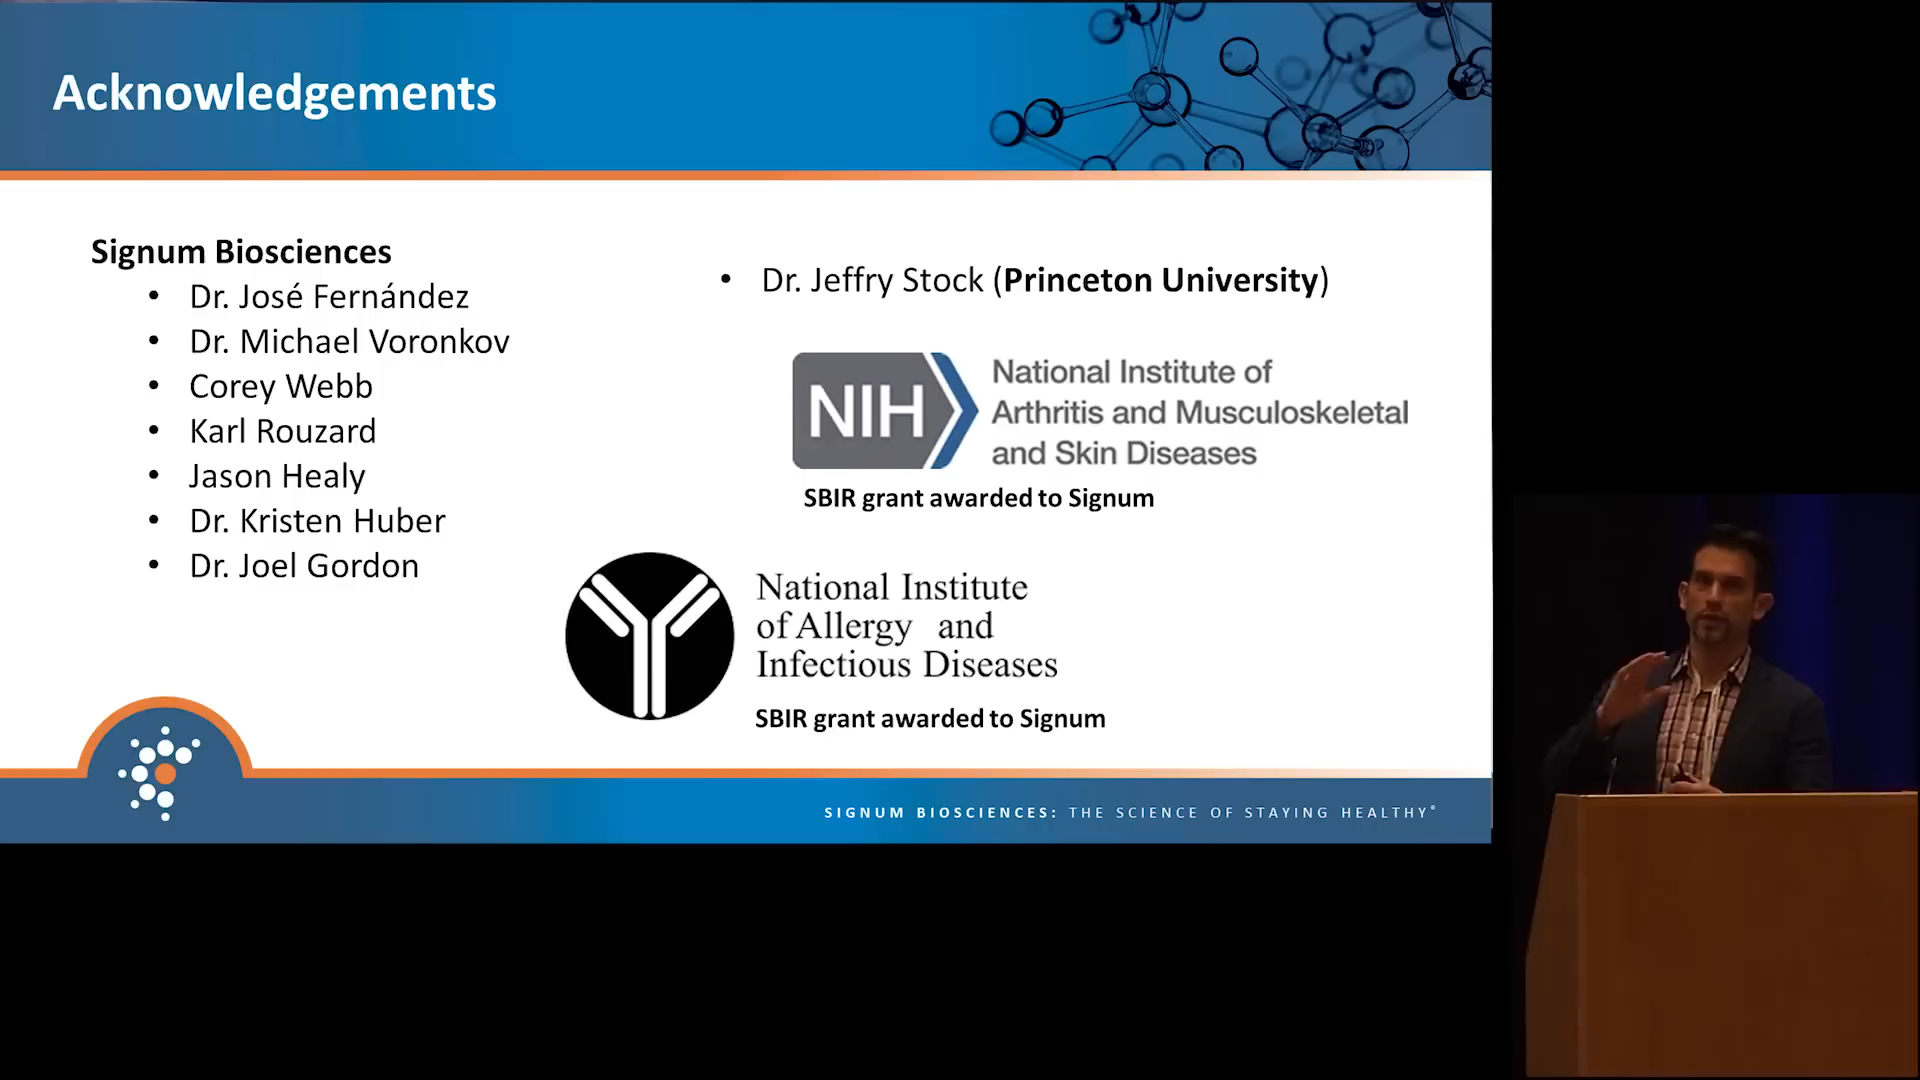 Acknowledgements
Signum Biosciences
• Dr. José Fernández
• Dr. Michael Voronkov
• Corey Webb
• Karl Rouzard
• Jason Healy
• Dr. Kristen Huber
• Dr. Joel Gordon
• Dr. Jeffry Stock (Princeton University)
NIH
National Institute of
Arthritis and Musculoskeletal
and Skin Diseases
SBIR grant awarded to Signum
National Institute
of Allergy and
Infectious Diseases
SBIR grant awarded to Signum
SIGNUM BIOSCIENCES: THE SCIENCE OF STAYING HEALTHY®